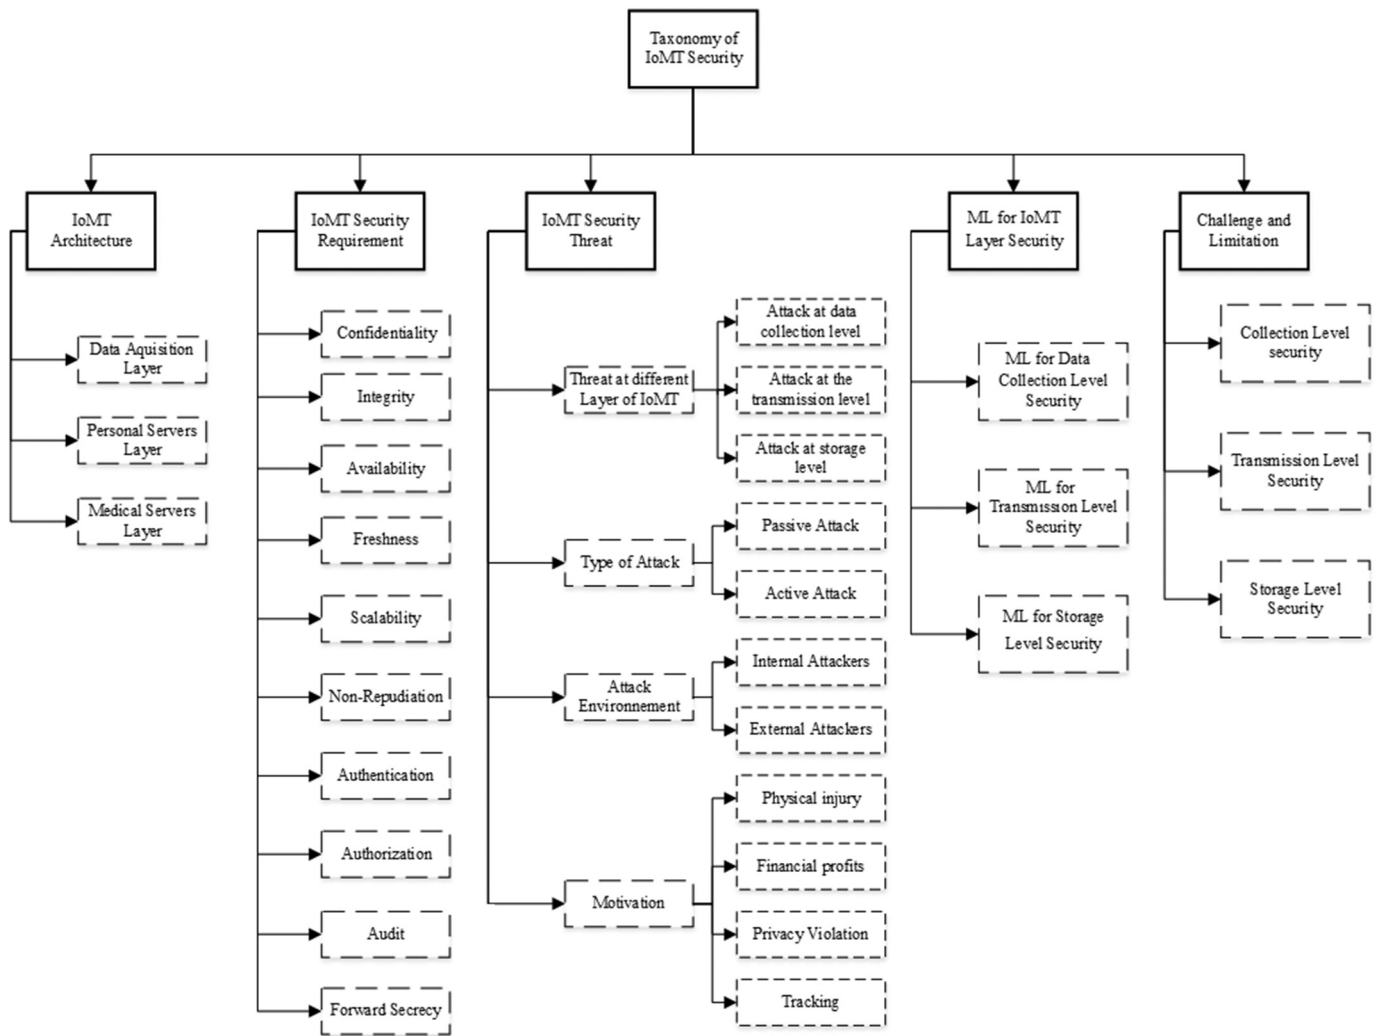 Taxonomy of
IoMT Security
IoMT
Architecture
IoMT Security
Requirement
IoMT Security
Threat
ML for IoMT
Layer Security
Challenge and
Limitation
Data Aquisition
Layer
Personal Servers
Layer
Medical Servers
Layer
Confidentiality
Integrity
Availability
Freshness
Scalability
Non-Repudiation
Authentication
Authorization
Audit
Forward Secrecy
Threat at different
Layer of IoMT
Attack at data
collection level
Attack at the
transmission level
Attack at storage
level
Type of Attack
Passive Attack
Active Attack
Attack
Environnement
Internal Attackers
External Attackers
Motivation
Physical injury
Financial profits
Privacy Violation
Tracking
ML for Data
Collection Level
Security
ML for
Transmission Level
Security
ML for Storage
Level Security
Collection Level
security
Transmission Level
Security
Storage Level
Security